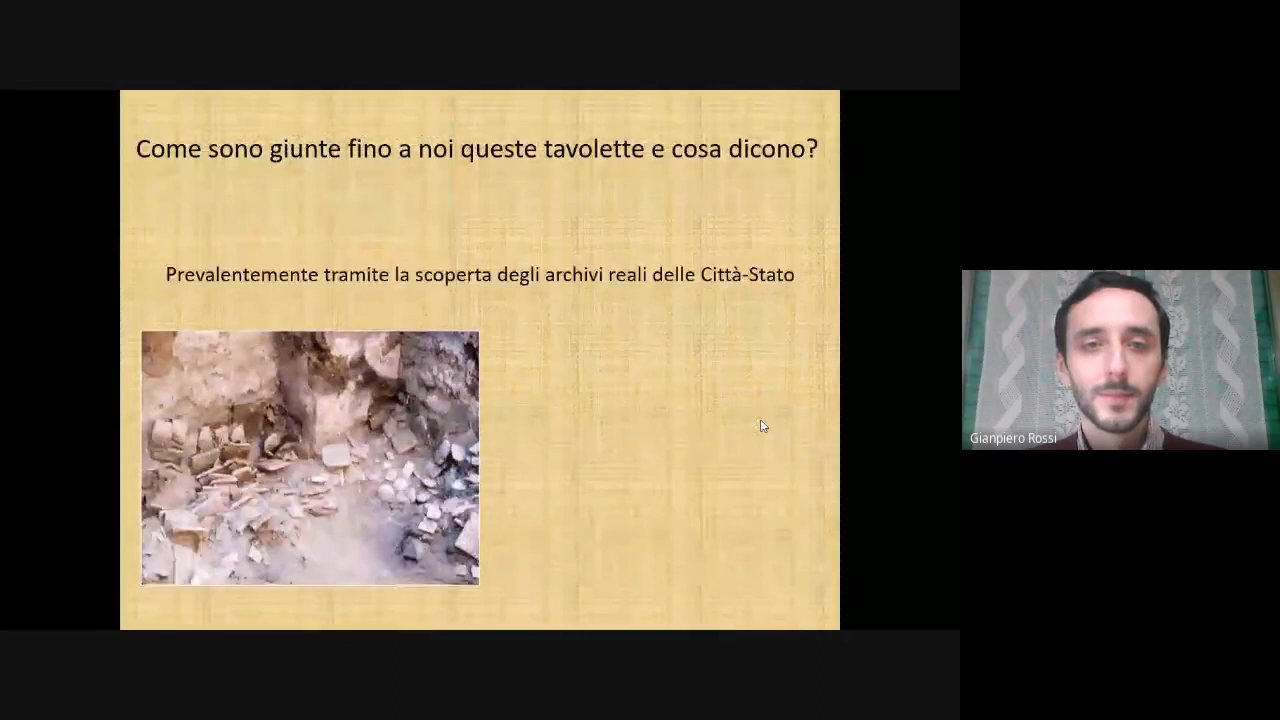 Come sono giunte fino a noi queste tavolette e cosa dicono?
Prevalentemente tramite la scoperta degli archivi reali delle Città-Stato
Gianpiero Rossi